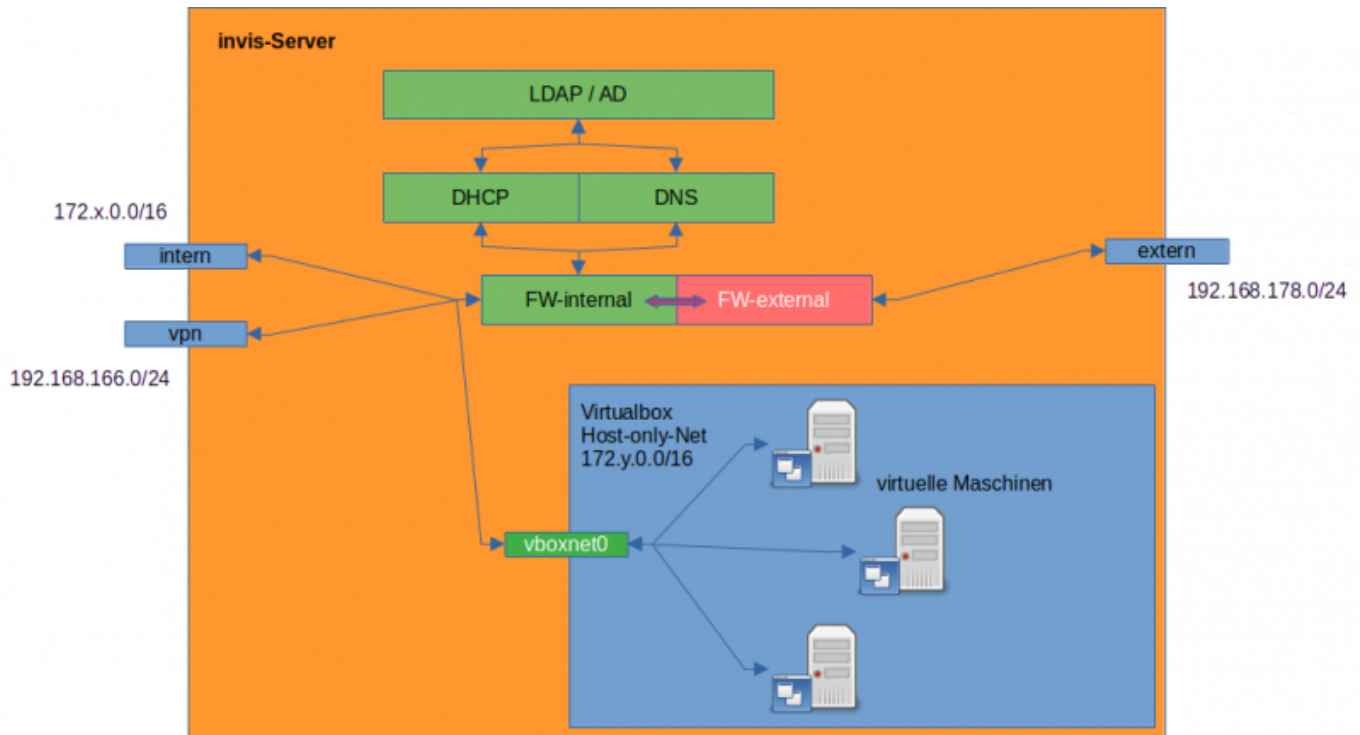 invis-Server
LDAP / AD
DHCP
DNS
172.x.0.0/16
intern
extern
FW-internal
FW-external
192.168.178.0/24
vpn
192.168.166.0/24
Virtualbox
Host-only-Net
172.y.0.0/16
virtuelle Maschinen
vboxnet0